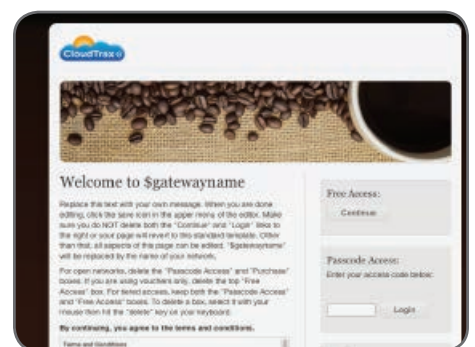 CloudTrax
Welcome to $gatewayname
Replace this text with your own message. When you are done
editing, click the save icon in the upper menu of the editor. Make
sure you do NOT delete both the "Continue" and "Login" links to
the right or your page will revert to this standard template. Other
than that, all aspects of this page can be edited. "$gatewayname"
will be replaced by the name of your network.
For open networks, delete the "Passcode Access" and "Purchase"
boxes. If you are using vouchers only, delete the top "Free
Access" box. For tiered access, keep both the "Passcode Access"
and "Free Access" boxes. To delete a box, select it with your
mouse then hit the "delete" key on your keyboard.
By continuing, you agree to the terms and conditions.
Terms and Conditions
Free Access:
Continue
Passcode Access:
Enter your access code below:
Login